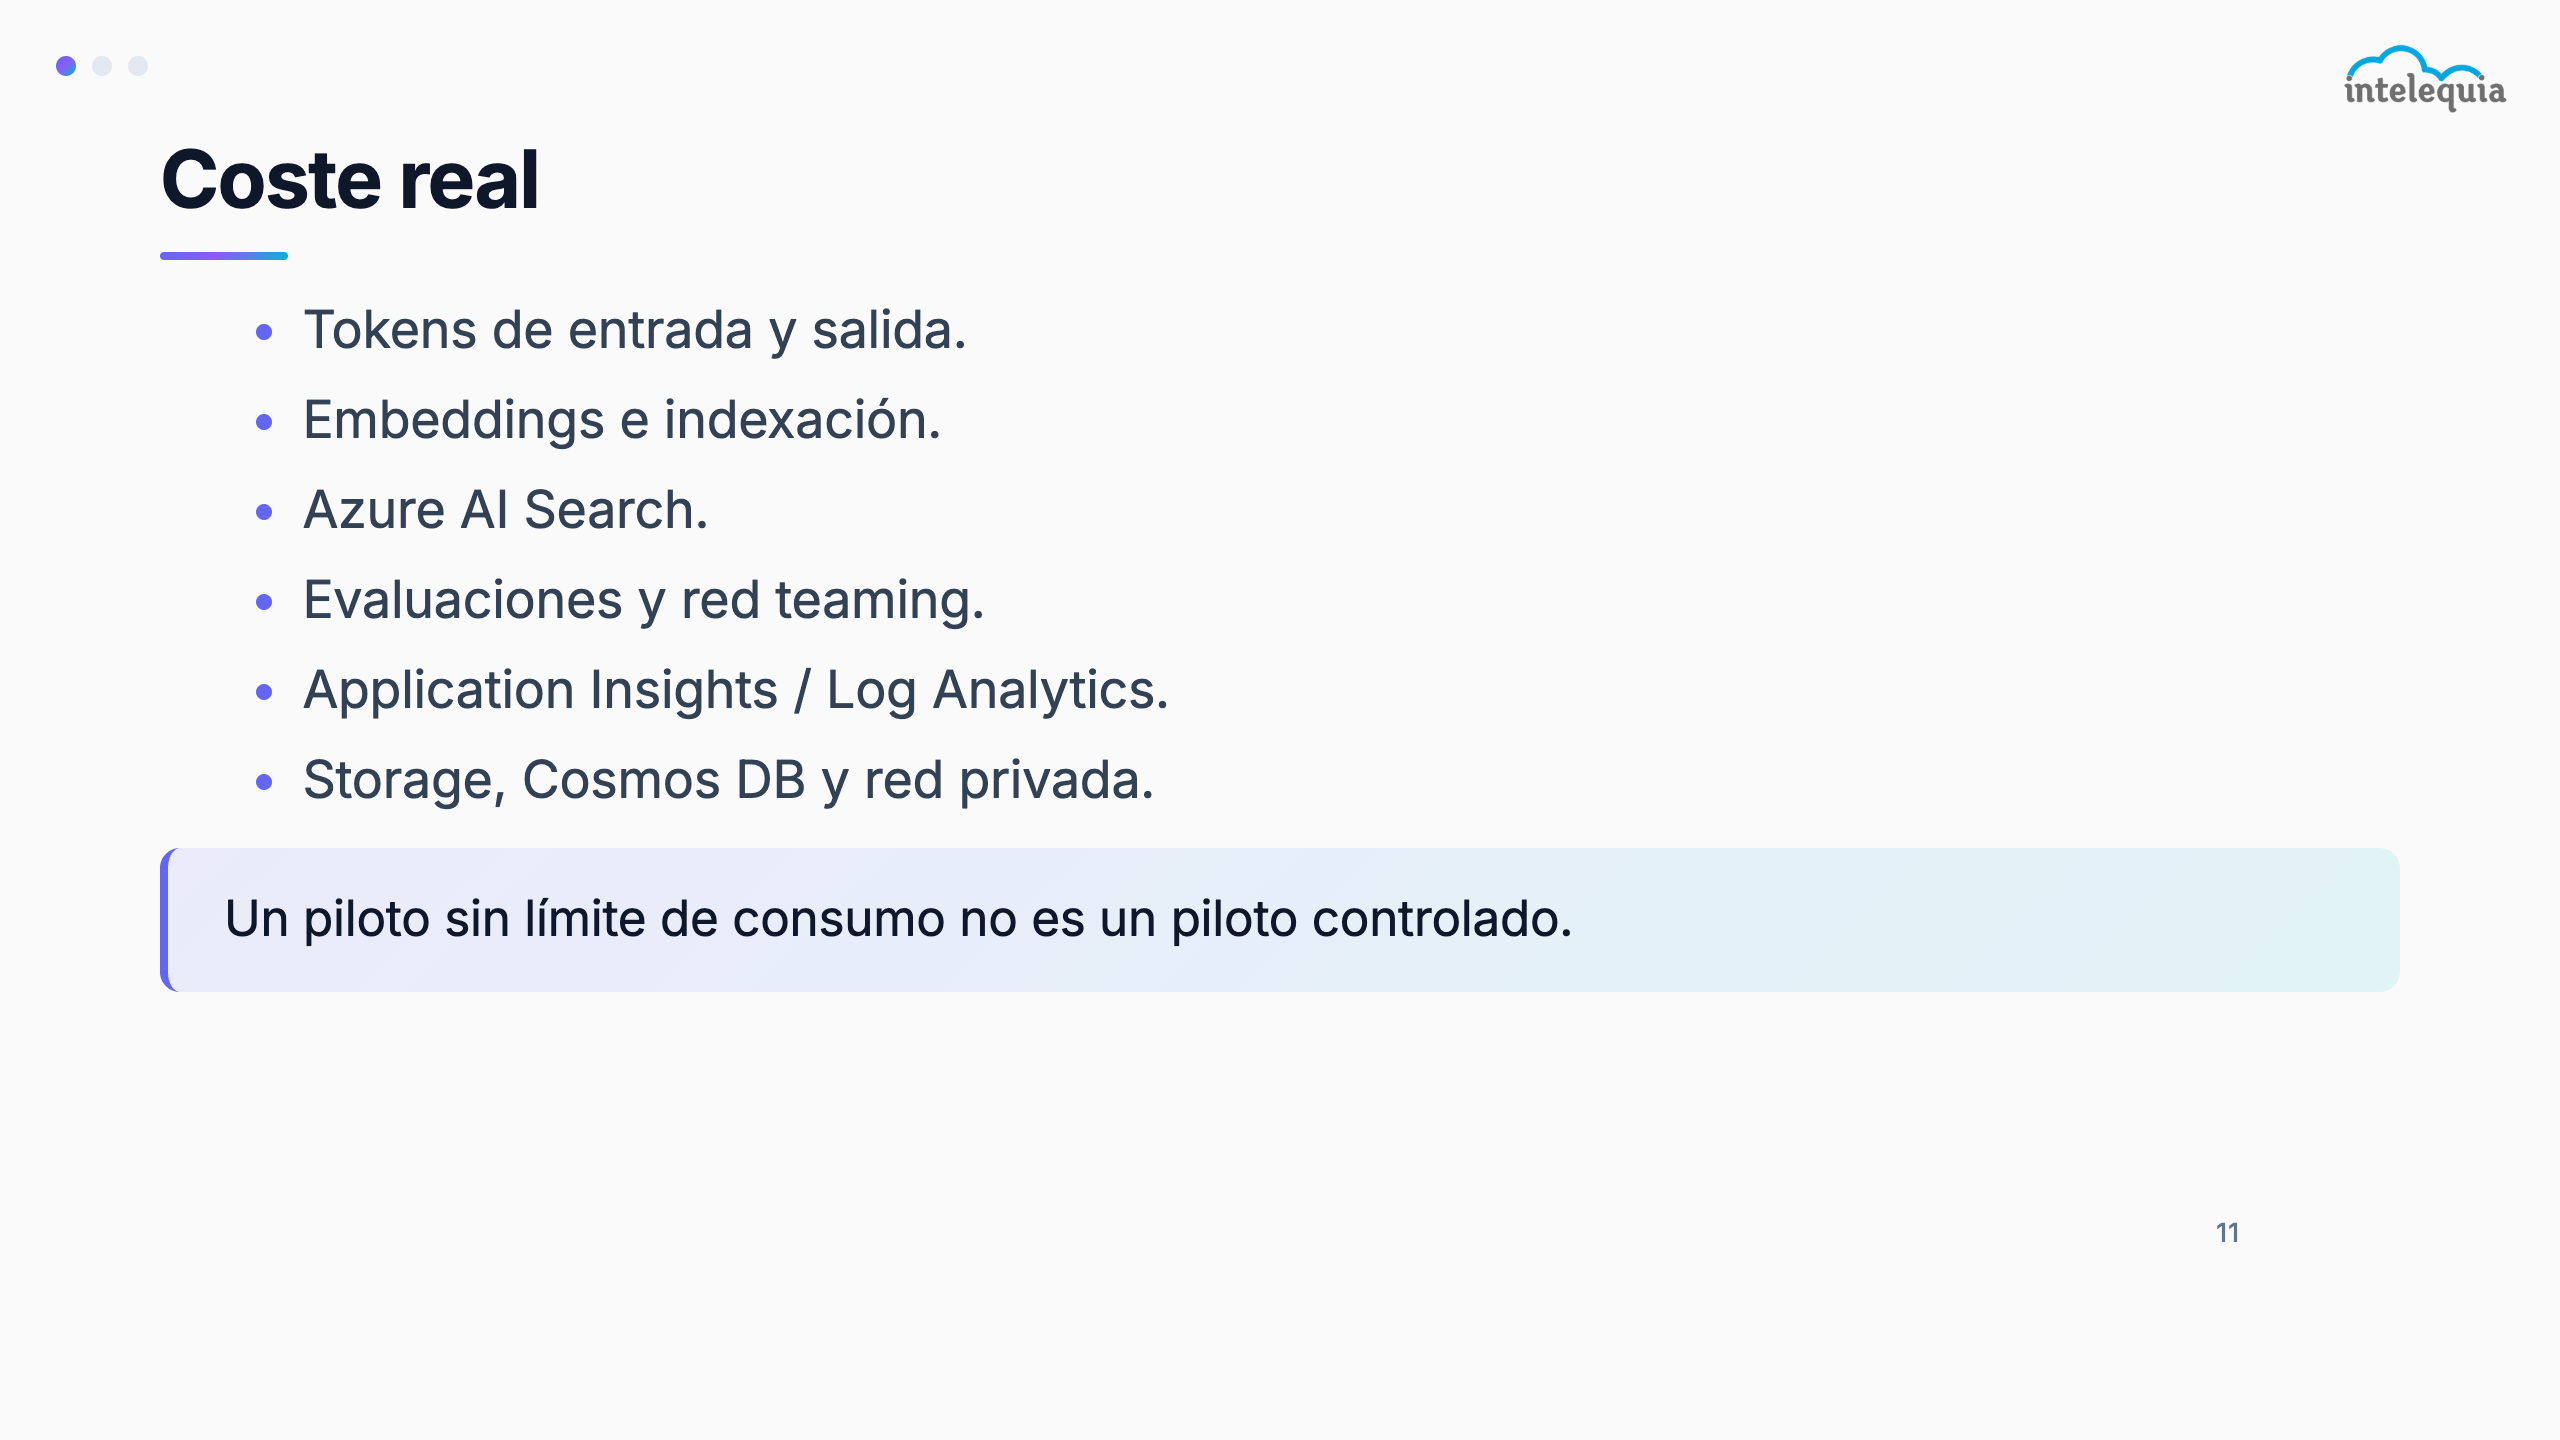 intelequia
Coste real
Tokens de entrada y salida.
Embeddings e indexación.
Azure AI Search.
Evaluaciones y red teaming.
Application Insights / Log Analytics.
Storage, Cosmos DB y red privada.
Un piloto sin límite de consumo no es un piloto controlado.
11